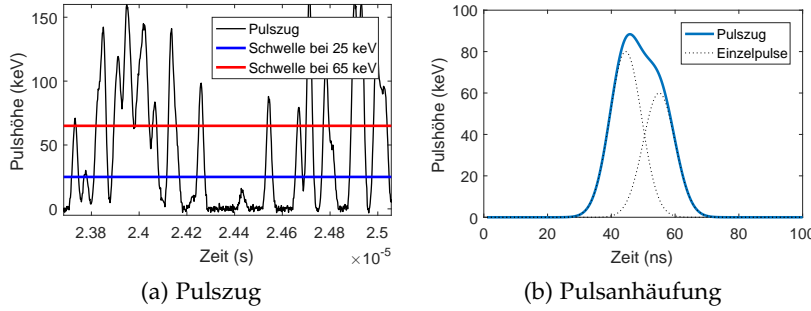 Pulshöhe (keV)
150
100
50
0
Pulszug
Schwelle bei 25 keV
Schwelle bei 65 keV
2.38 2.4 2.42 2.44 2.46 2.48 2.5
Zeit (s)
×10⁻⁵
(a) Pulszug
Pulshöhe (keV)
100
80
60
40
20
0
Pulszug
Einzelpulse
0 20 40 60 80 100
Zeit (ns)
(b) Pulsanhäufung